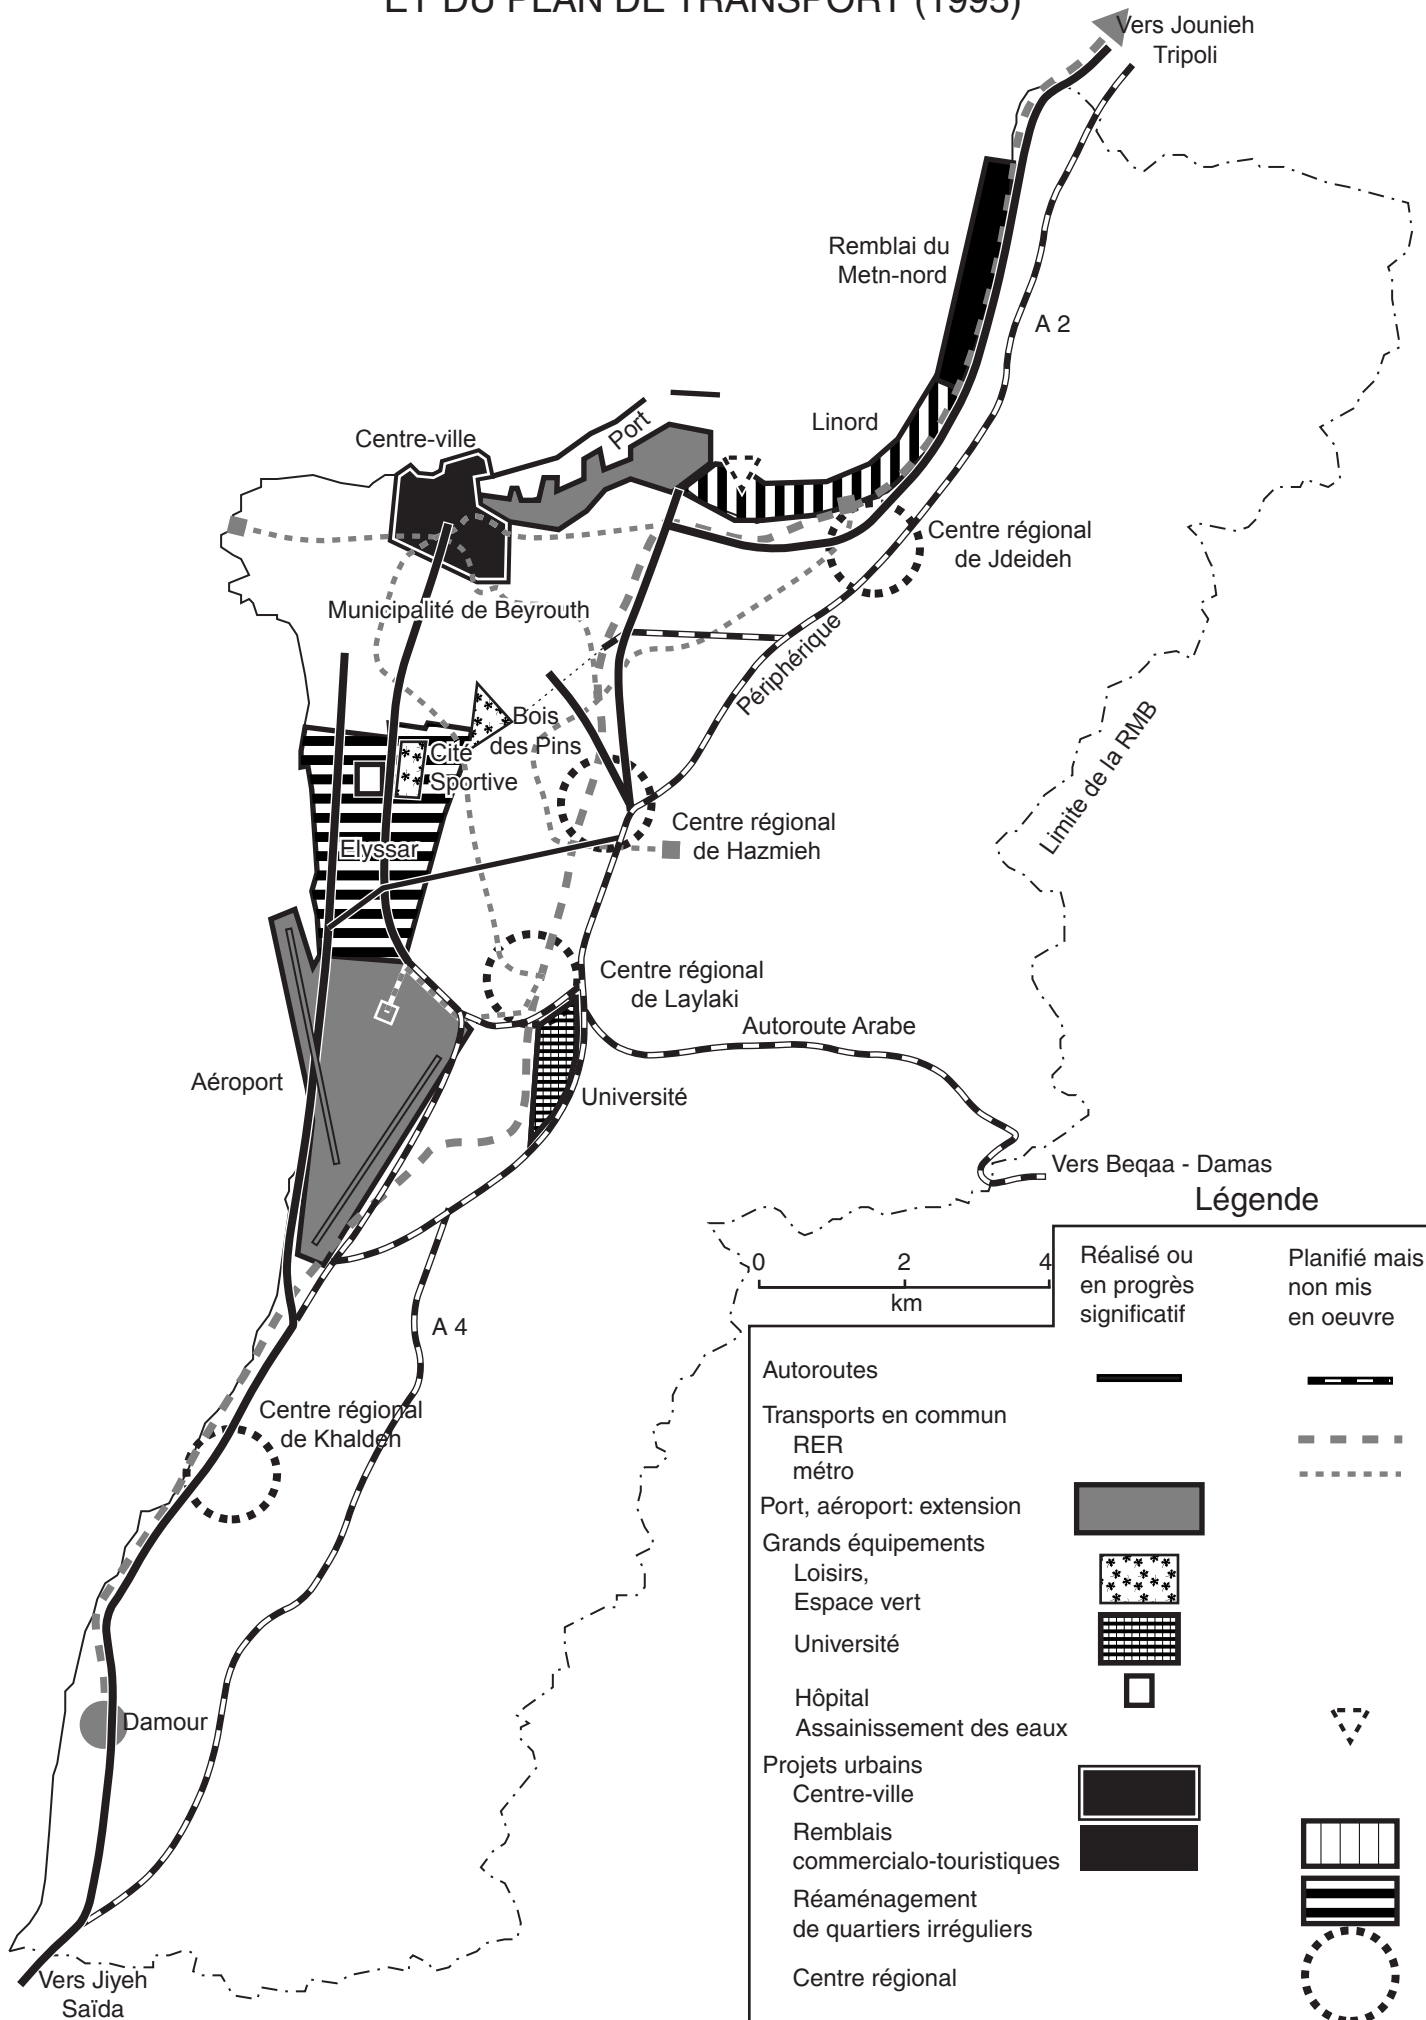 ET DU PLAN DE TRANSPORT (1995)
Vers Jounieh
Tripoli
Remblai du
Metn-nord
A 2
Linord
Port
Centre-ville
Centre régional
de Jdeideh
Municipalité de Beyrouth
Périphérique
Bois
des Pins
Cité
Sportive
Limite de la RMB
Centre régional
de Hazmieh
Elyssar
Centre régional
de Laylaki
Autoroute Arabe
Aéroport
Université
Vers Beqaa - Damas
A 4
Centre régional
de Khalden
Damour
Vers Jiyeh
Saïda
0 2 4
km
Légende
Réalisé ou
en progrès
significatif
Planifié mais
non mis
en oeuvre
Autoroutes
Transports en commun
RER
métro
Port, aéroport: extension
Grands équipements
Loisirs,
Espace vert
Université
Hôpital
Assainissement des eaux
Projets urbains
Centre-ville
Remblais
commercialo-touristiques
Réaménagement
de quartiers irréguliers
Centre régional